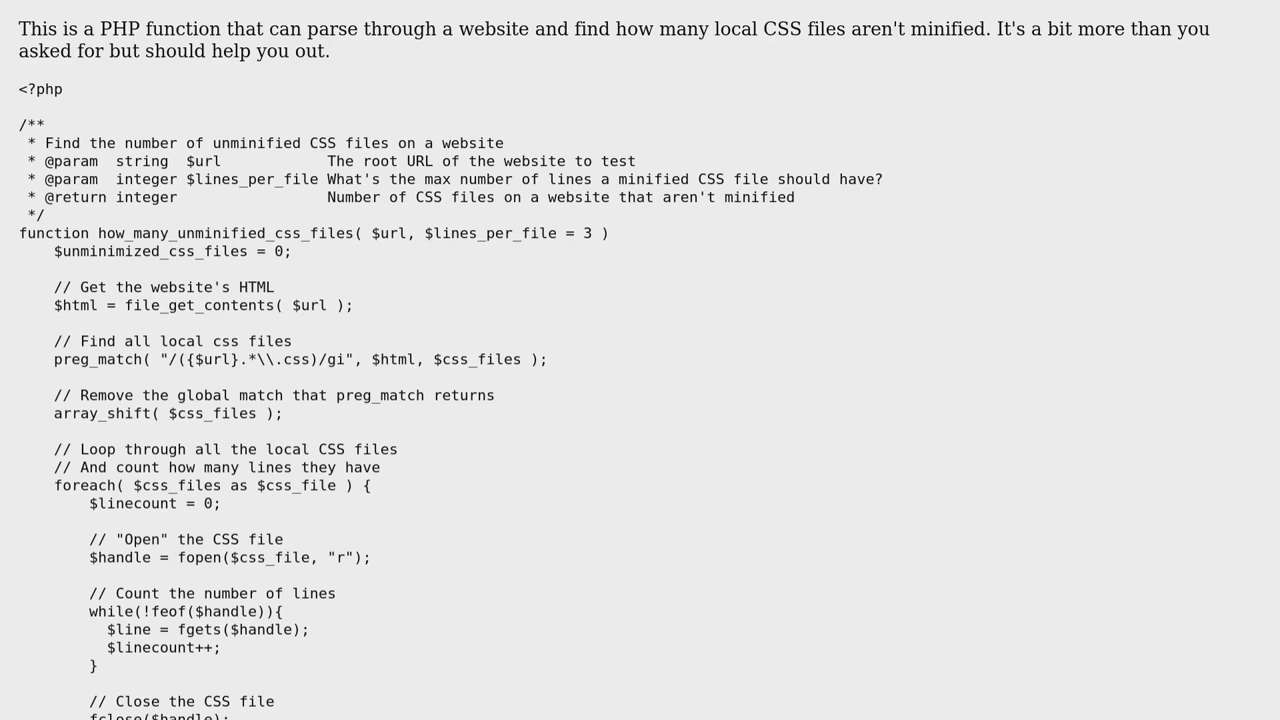 This is a PHP function that can parse through a website and find how many local CSS files aren't minified. It's a bit more than you
asked for but should help you out.
<?php
/**
 * Find the number of unminified CSS files on a website
 * @param  string  $url            The root URL of the website to test
 * @param  integer $lines_per_file What's the max number of lines a minified CSS file should have?
 * @return integer                 Number of CSS files on a website that aren't minified
 */
function how_many_unminified_css_files( $url, $lines_per_file = 3 )
    $unminimized_css_files = 0;
    // Get the website's HTML
    $html = file_get_contents( $url );
    // Find all local css files
    preg_match( "/({$url}.*\\.css)/gi", $html, $css_files );
    // Remove the global match that preg_match returns
    array_shift( $css_files );
    // Loop through all the local CSS files
    // And count how many lines they have
    foreach( $css_files as $css_file ) {
        $linecount = 0;
        // "Open" the CSS file
        $handle = fopen($css_file, "r");
        // Count the number of lines
        while(!feof($handle)){
          $line = fgets($handle);
          $linecount++;
        }
        // Close the CSS file
        fclose($handle);